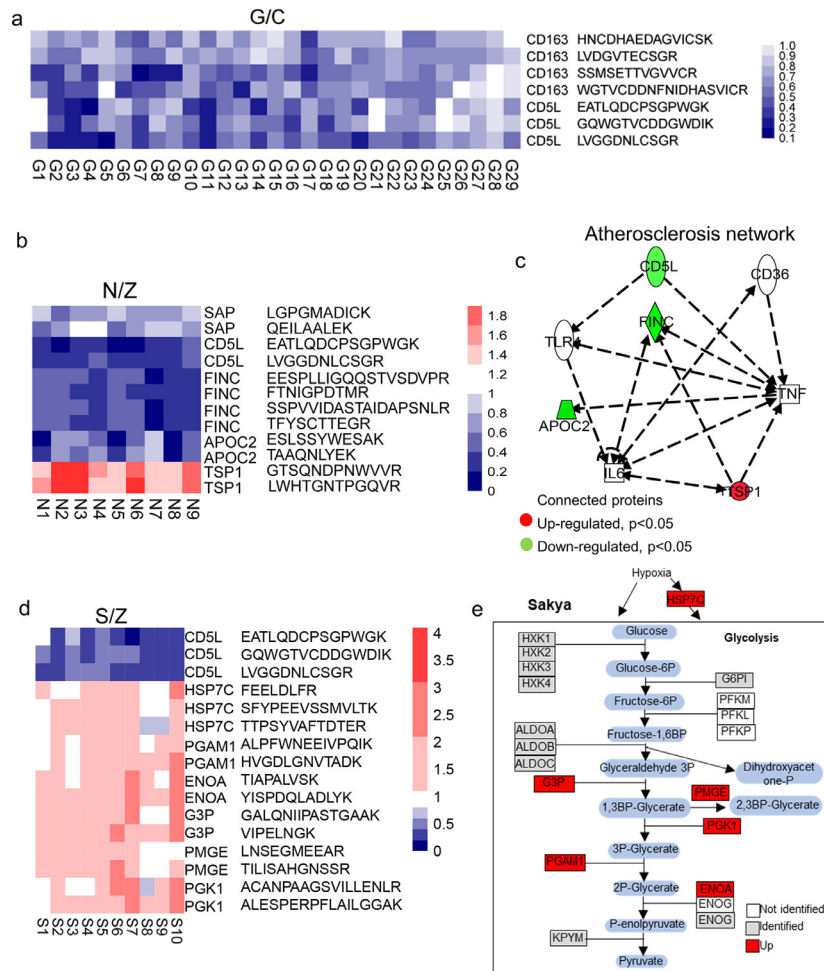 a
G/C
CD163 HNCDHAEDAGVICSK
CD163 LVDGVTECSGR
CD163 SSMSETTVGVVCR
CD163 WGTVCDDNFNIDHASVICR
CD5L EATLQDCPSGPWGK
CD5L GQWGTVCDDGWDIK
CD5L LVGGDNLCSGR
1.0
0.9
0.8
0.7
0.6
0.5
0.4
0.3
0.2
0.1
G1 G2 G3 G4 G5 G6 G7 G8 G9 G10 G11 G12 G13 G14 G15 G16 G17 G18 G19 G20 G21 G22 G23 G24 G25 G26 G27 G28 G29
b
N/Z
SAP LGPGMADICK
SAP QEILAALEK
CD5L EATLQDCPSGPWGK
CD5L LVGGDNLCSGR
FINC EESPLLIGQQSTVSDVPR
FINC FTNIGPDTMR
FINC SSPVVIDASTAIDAPSNLR
FINC TFYSCTTEGR
APOC2 ESLSSYWESAK
APOC2 TAAQNLYEK
TSP1 GTSQNDPNWVVR
TSP1 LWHTGNTPGQVR
1.8
1.6
1.4
1.2
1
0.8
0.6
0.4
0.2
0
N1 N2 N3 N4 N5 N6 N7 N8 N9
Atherosclerosis network
c
CD5L
CD36
FINC
TNF
APOC2
IL6
TSP1
Connected proteins
Up-regulated, p<0.05
Down-regulated, p<0.05
d
S/Z
CD5L EATLQDCPSGPWGK
CD5L GQWGTVCDDGWDIK
CD5L LVGGDNLCSGR
HSP7C FEELDLFR
HSP7C SFYPEEVSSMVLTK
HSP7C TTPSYVAFTDTER
PGAM1 ALPFWNEEIVPQIK
PGAM1 HVGDLGNVTADK
ENOA TIAPALVSK
ENOA YISPDQLADLYK
G3P GALQNIIPASTGAAK
G3P VIPELNGK
PMGE LNSEGMEEAR
PMGE TILISAHGNSSR
PGK1 ACANPAAGSVILLENLR
PGK1 ALESPERPFLAILGGAK
4
3.5
3
2.5
2
1.5
1
0.5
0
S1 S2 S3 S4 S5 S6 S7 S8 S9 S10
Hypoxia
HSP7C
Sakya
e
Glycolysis
Glucose
HXK1
HXK2
HXK3
HXK4
Glucose-6P
G6PI
Fructose-6P
PFKM
PFKL
PFKP
Fructose-1,6BP
ALDOA
ALDOB
ALDOC
Glyceraldehyde 3P
Dihydroxyacet
one-P
G3P
PMGE
1,3BP-Glycerate
2,3BP-Glycerate
PGK1
3P-Glycerate
PGAM1
2P-Glycerate
ENOA
ENOG
ENOG
P-enolpyruvate
KPYM
Pyruvate
Not identified
Identified
Up